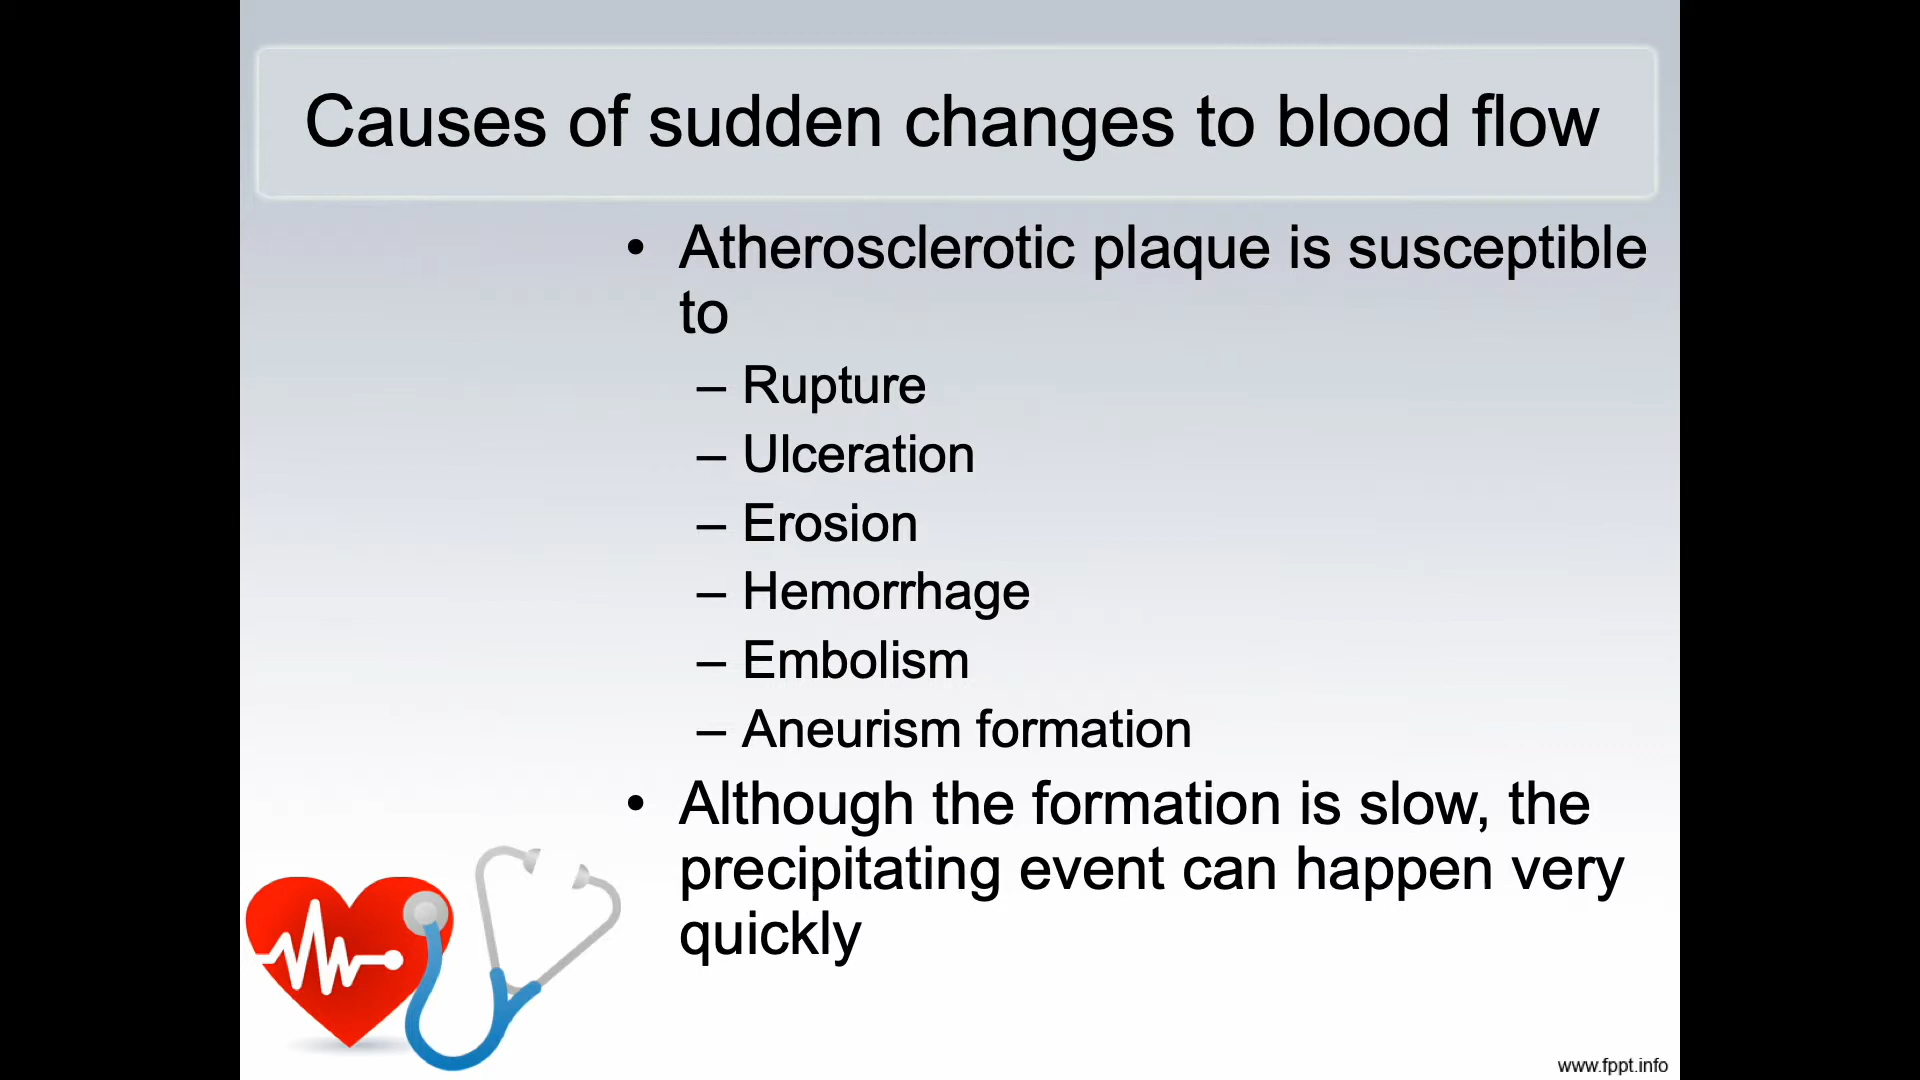 Causes of sudden changes to blood flow
• Atherosclerotic plaque is susceptible
to
– Rupture
– Ulceration
– Erosion
– Hemorrhage
– Embolism
– Aneurism formation
• Although the formation is slow, the
precipitating event can happen very
quickly
www.fppt.info